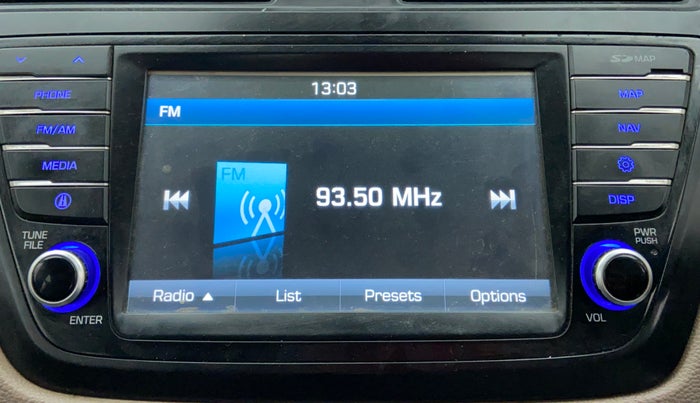 SD MAP
13:03
PHONE
MAP
FM
FM/AM
NAV
MEDIA
FM
93.50 MHz
DISP
TUNE
FILE
PWR
PUSH
Radio ▲ List Presets Options
ENTER
VOL